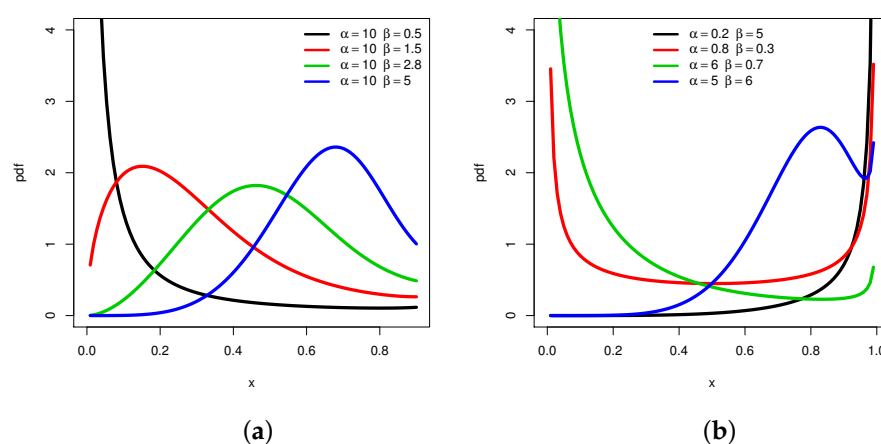 α = 10 β = 0.5
α = 10 β = 1.5
α = 10 β = 2.8
α = 10 β = 5
pdf
0 1 2 3 4
0.0 0.2 0.4 0.6 0.8
x
(a)
α = 0.2 β = 5
α = 0.8 β = 0.3
α = 6 β = 0.7
α = 5 β = 6
pdf
0 1 2 3 4
0.0 0.2 0.4 0.6 0.8 1.0
x
(b)